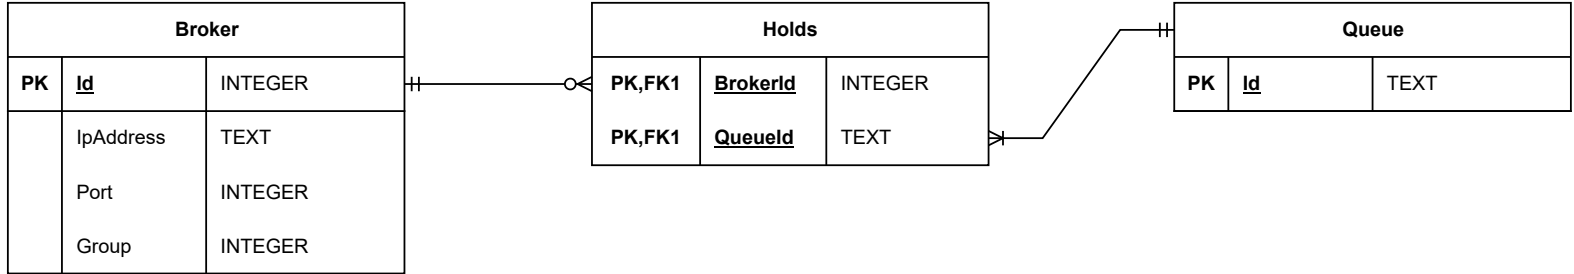 Broker
PK Id INTEGER
IpAddress TEXT
Port INTEGER
Group INTEGER
Holds
PK,FK1 BrokerId INTEGER
PK,FK1 QueueId TEXT
Queue
PK Id TEXT